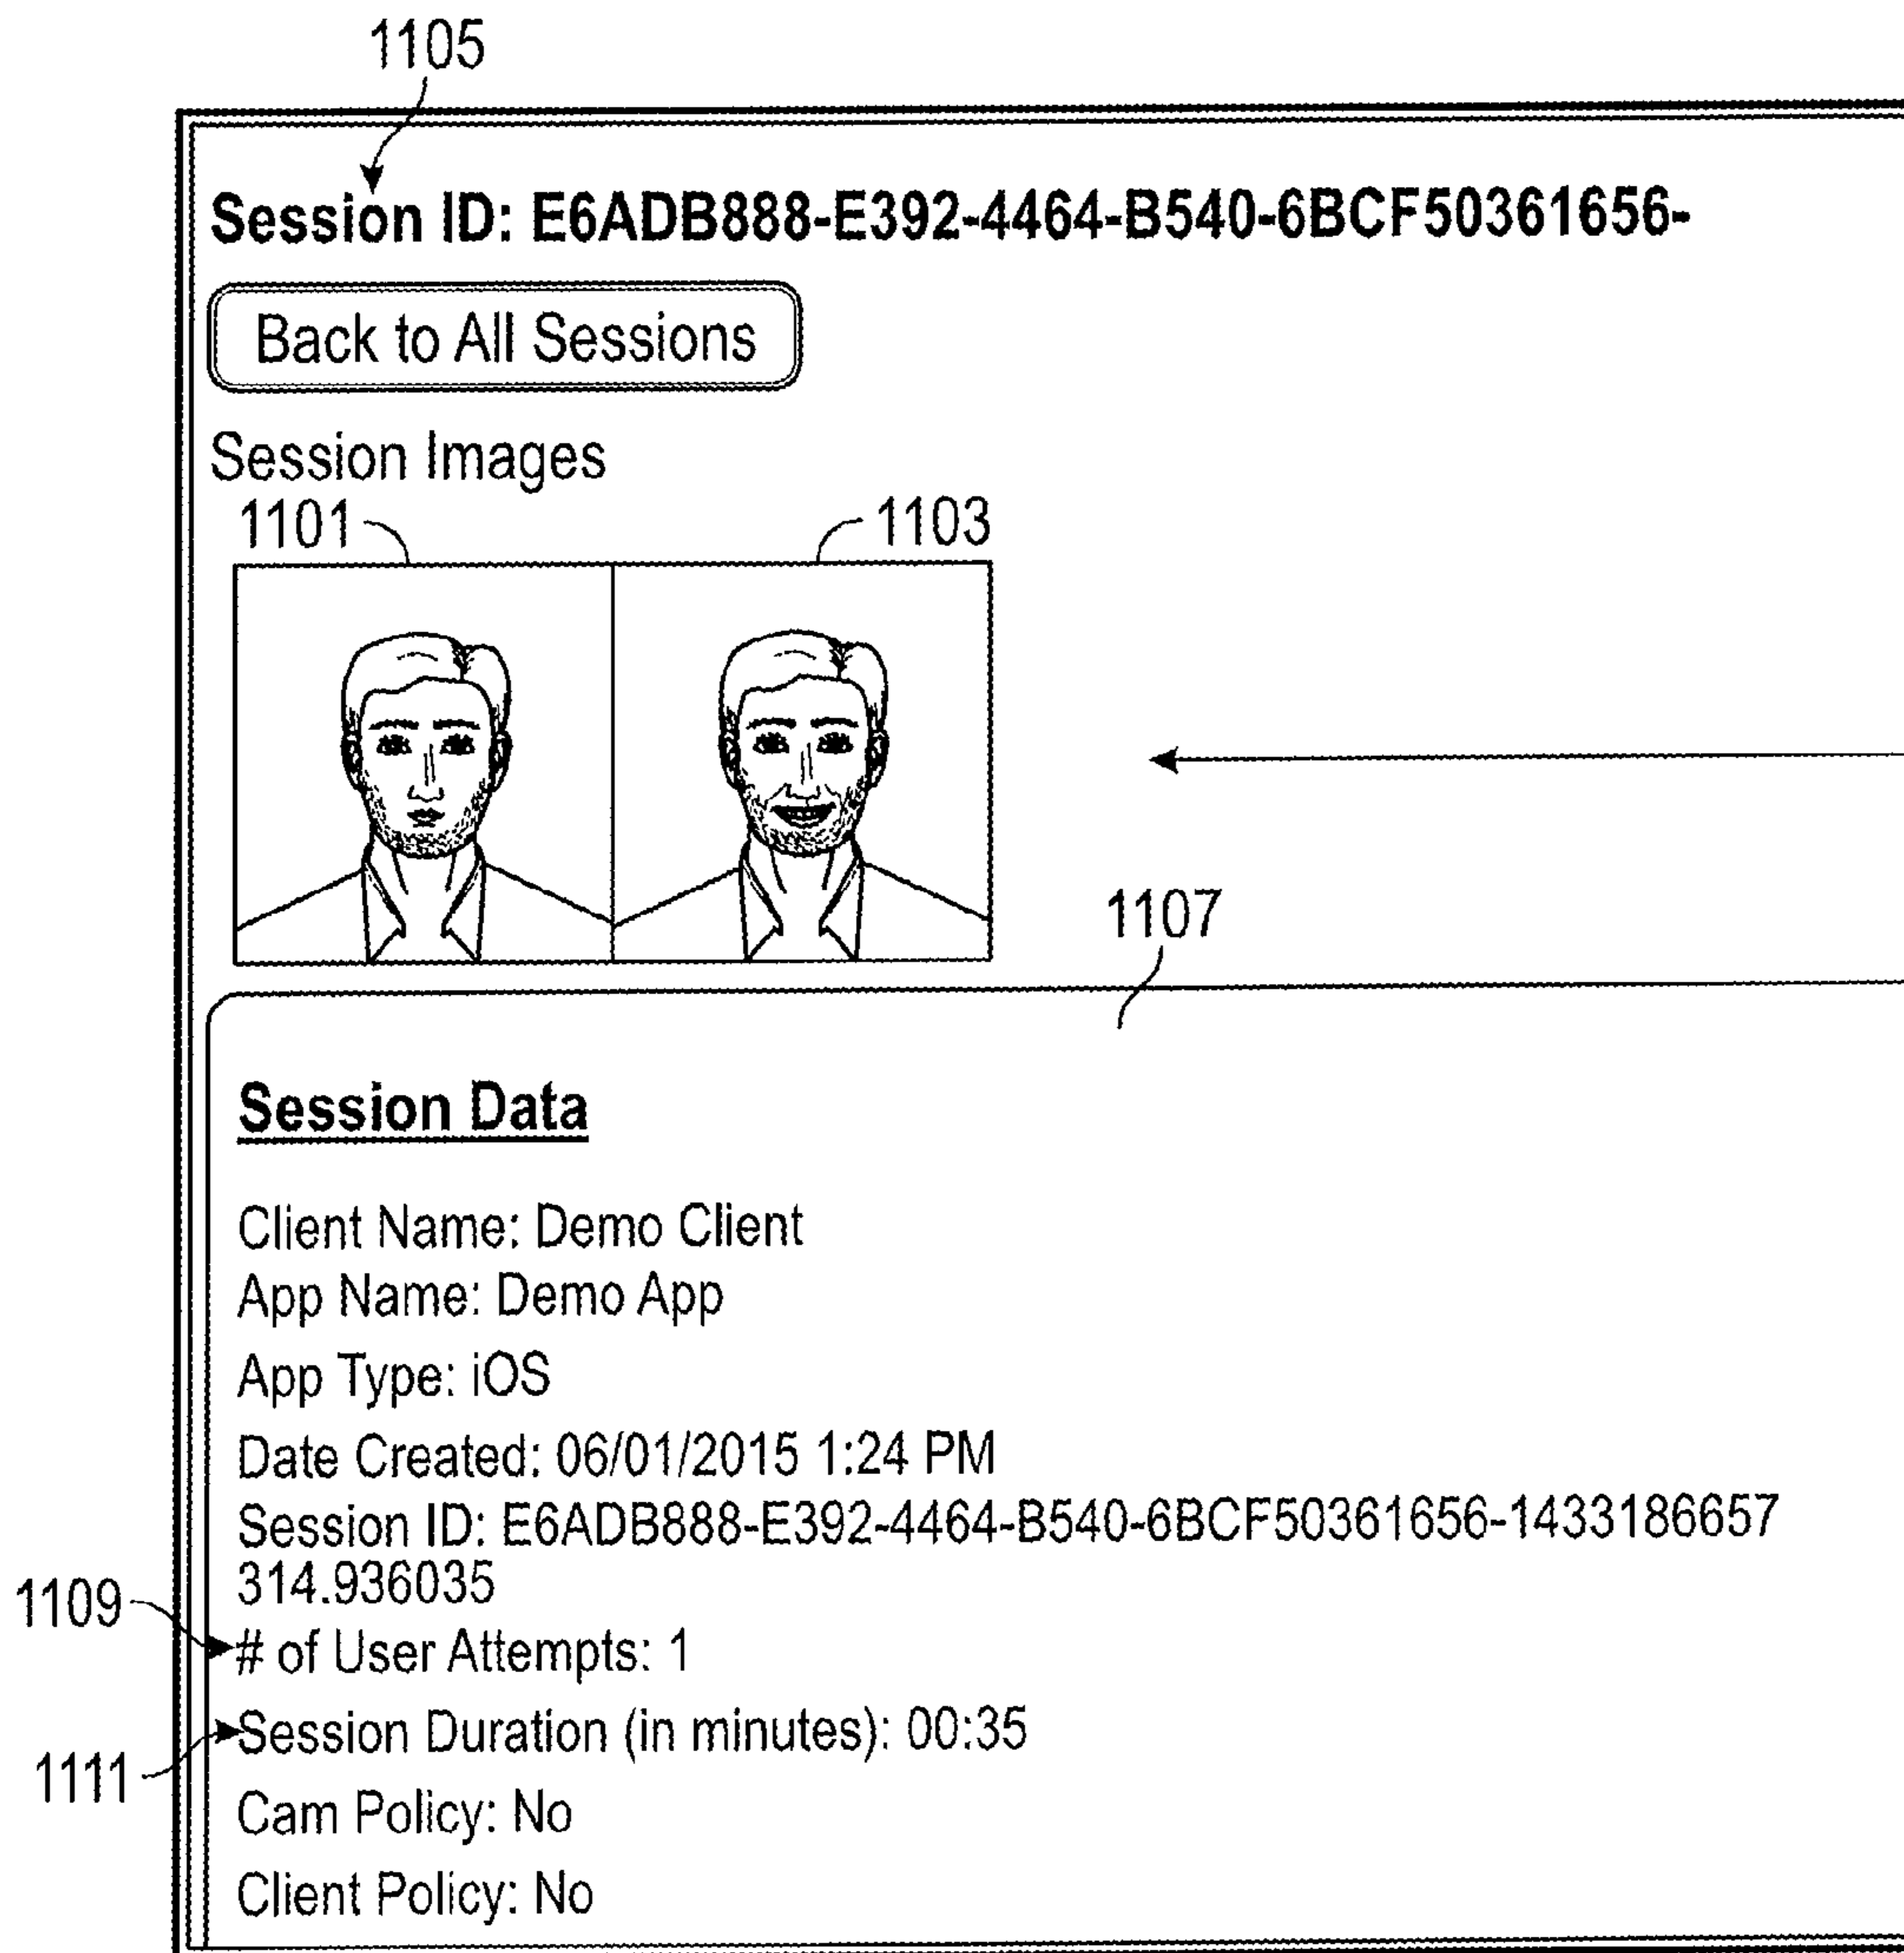 1105
Session ID: E6ADB888-E392-4464-B540-6BCF50361656-
Back to All Sessions
Session Images
1101
1103
1107
Session Data
Client Name: Demo Client
App Name: Demo App
App Type: iOS
Date Created: 06/01/2015 1:24 PM
Session ID: E6ADB888-E392-4464-B540-6BCF50361656-1433186657
314.936035
1109
# of User Attempts: 1
Session Duration (in minutes): 00:35
1111
Cam Policy: No
Client Policy: No